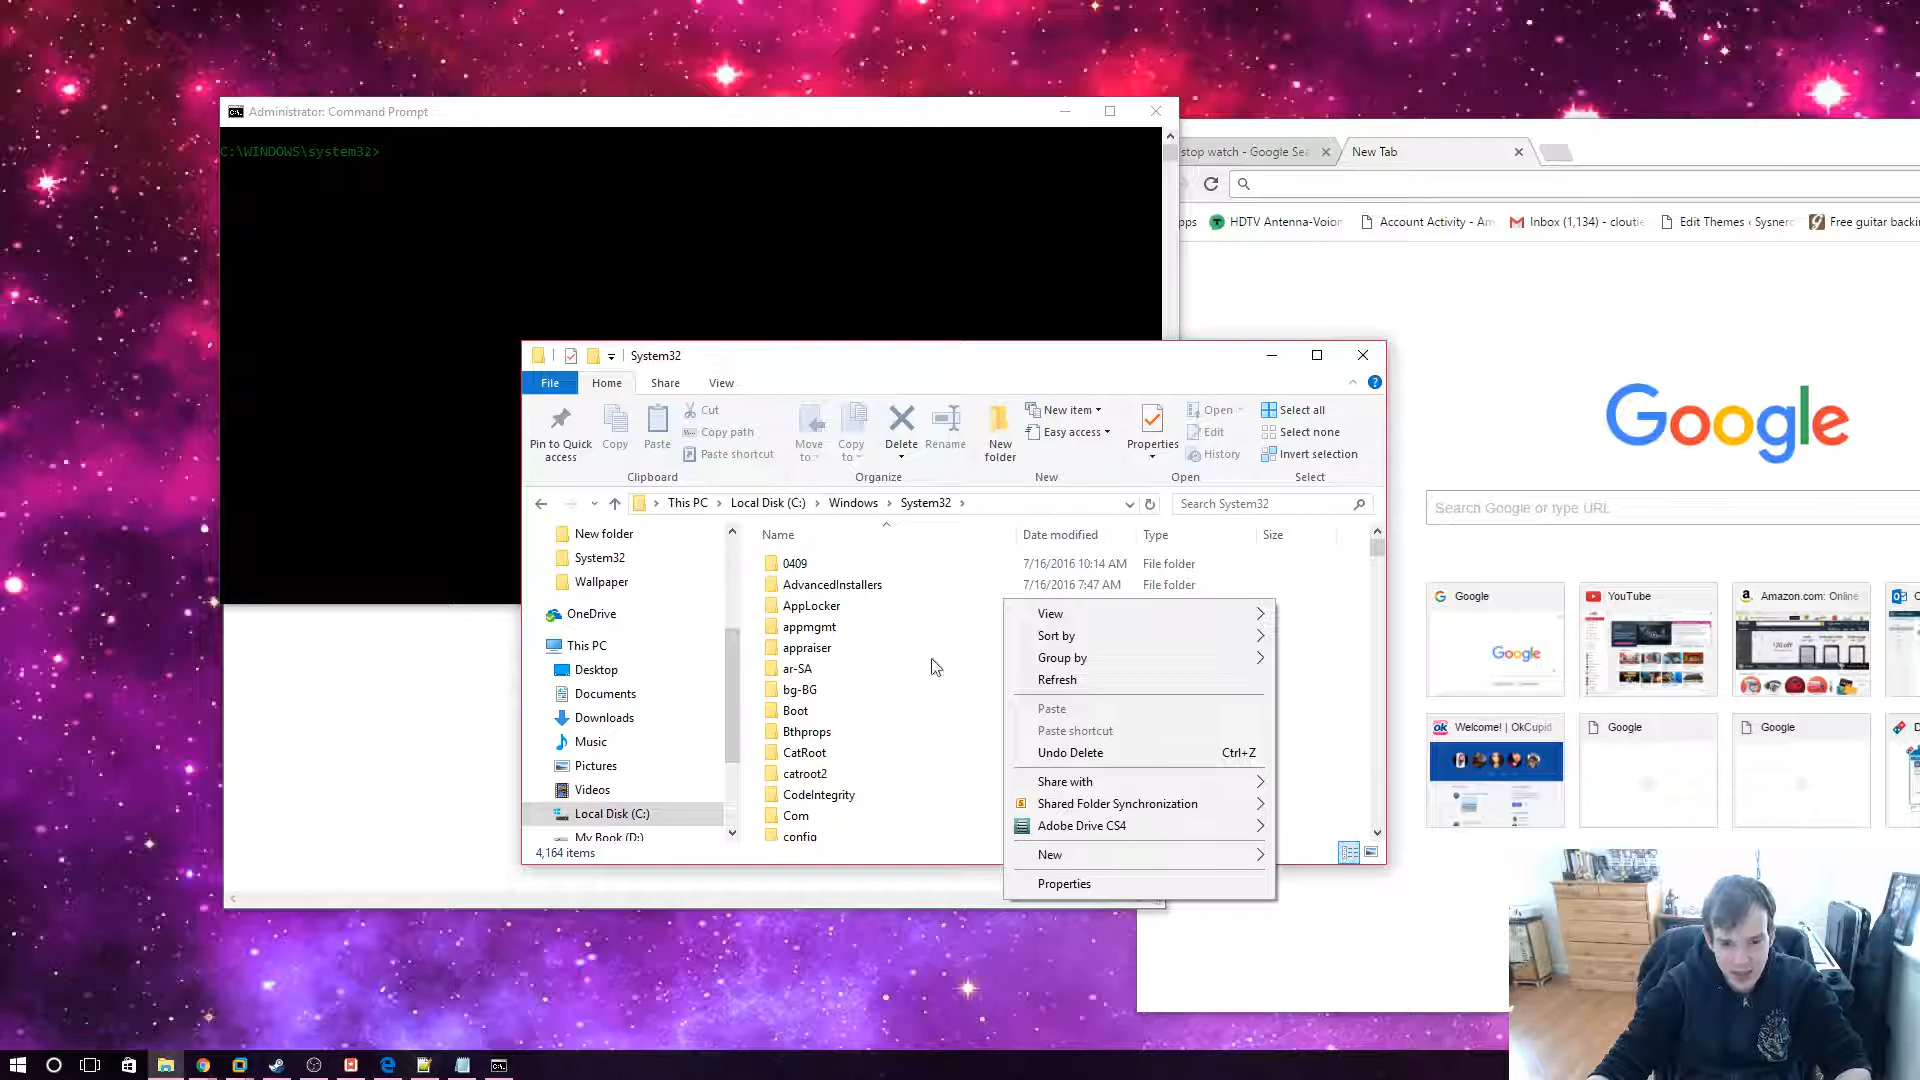 Administrator: Command Prompt
C:\WINDOWS\system32>
stop watch - Google Sea
New Tab
HDTV Antenna-Voion
Account Activity - Am
Inbox (1,134) - cloutie
Edit Themes ‹ Sysnerd
Free guitar backin
System32
File
Home
Share
View
Pin to Quick access
Copy
Paste
Cut
Copy path
Paste shortcut
Clipboard
Move to
Copy to
Delete
Rename
Organize
New folder
New item
Easy access
New
Properties
Open
Edit
History
Open
Select all
Select none
Invert selection
Select
This PC
Local Disk (C:)
Windows
System32
Search System32
New folder
System32
Wallpaper
OneDrive
This PC
Desktop
Documents
Downloads
Music
Pictures
Videos
Local Disk (C:)
My Book (D:)
Name
Date modified
Type
Size
0409
7/16/2016 10:14 AM
File folder
AdvancedInstallers
7/16/2016 7:47 AM
File folder
AppLocker
appmgmt
appraiser
ar-SA
bg-BG
Boot
Bthprops
CatRoot
catroot2
CodeIntegrity
Com
config
4,164 items
View
Sort by
Group by
Refresh
Paste
Paste shortcut
Undo Delete Ctrl+Z
Share with
Shared Folder Synchronization
Adobe Drive CS4
New
Properties
Google
Search Google or type URL
Google
YouTube
Amazon.com: Online
Google
Welcome! | OkCupid
Google
Google